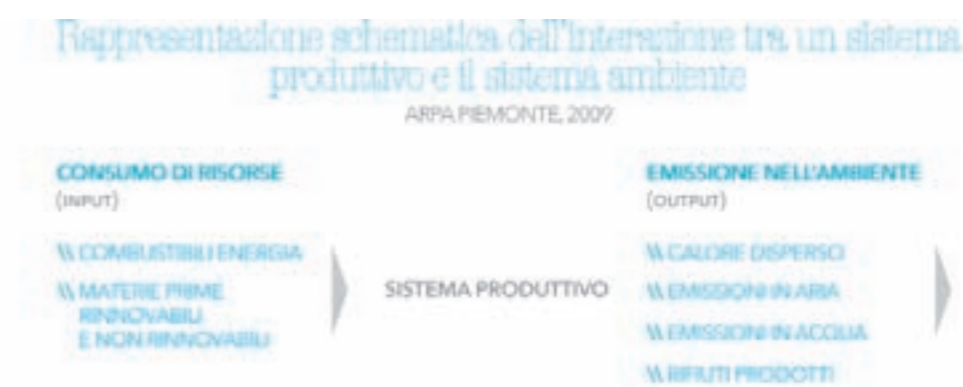 Rappresentazione schematica dell'interazione tra un sistema
produttivo e il sistema ambiente
ARPA PIEMONTE, 2009
CONSUMO DI RISORSE
(INPUT)
\\ COMBUSTIBILI ENERGIA
\\ MATERIE PRIME
RINNOVABILI
E NON RINNOVABILI
SISTEMA PRODUTTIVO
EMISSIONE NELL'AMBIENTE
(OUTPUT)
\\ CALORE DISPERSO
\\ EMISSIONI IN ARIA
\\ EMISSIONI IN ACQUA
\\ RIFIUTI PRODOTTI